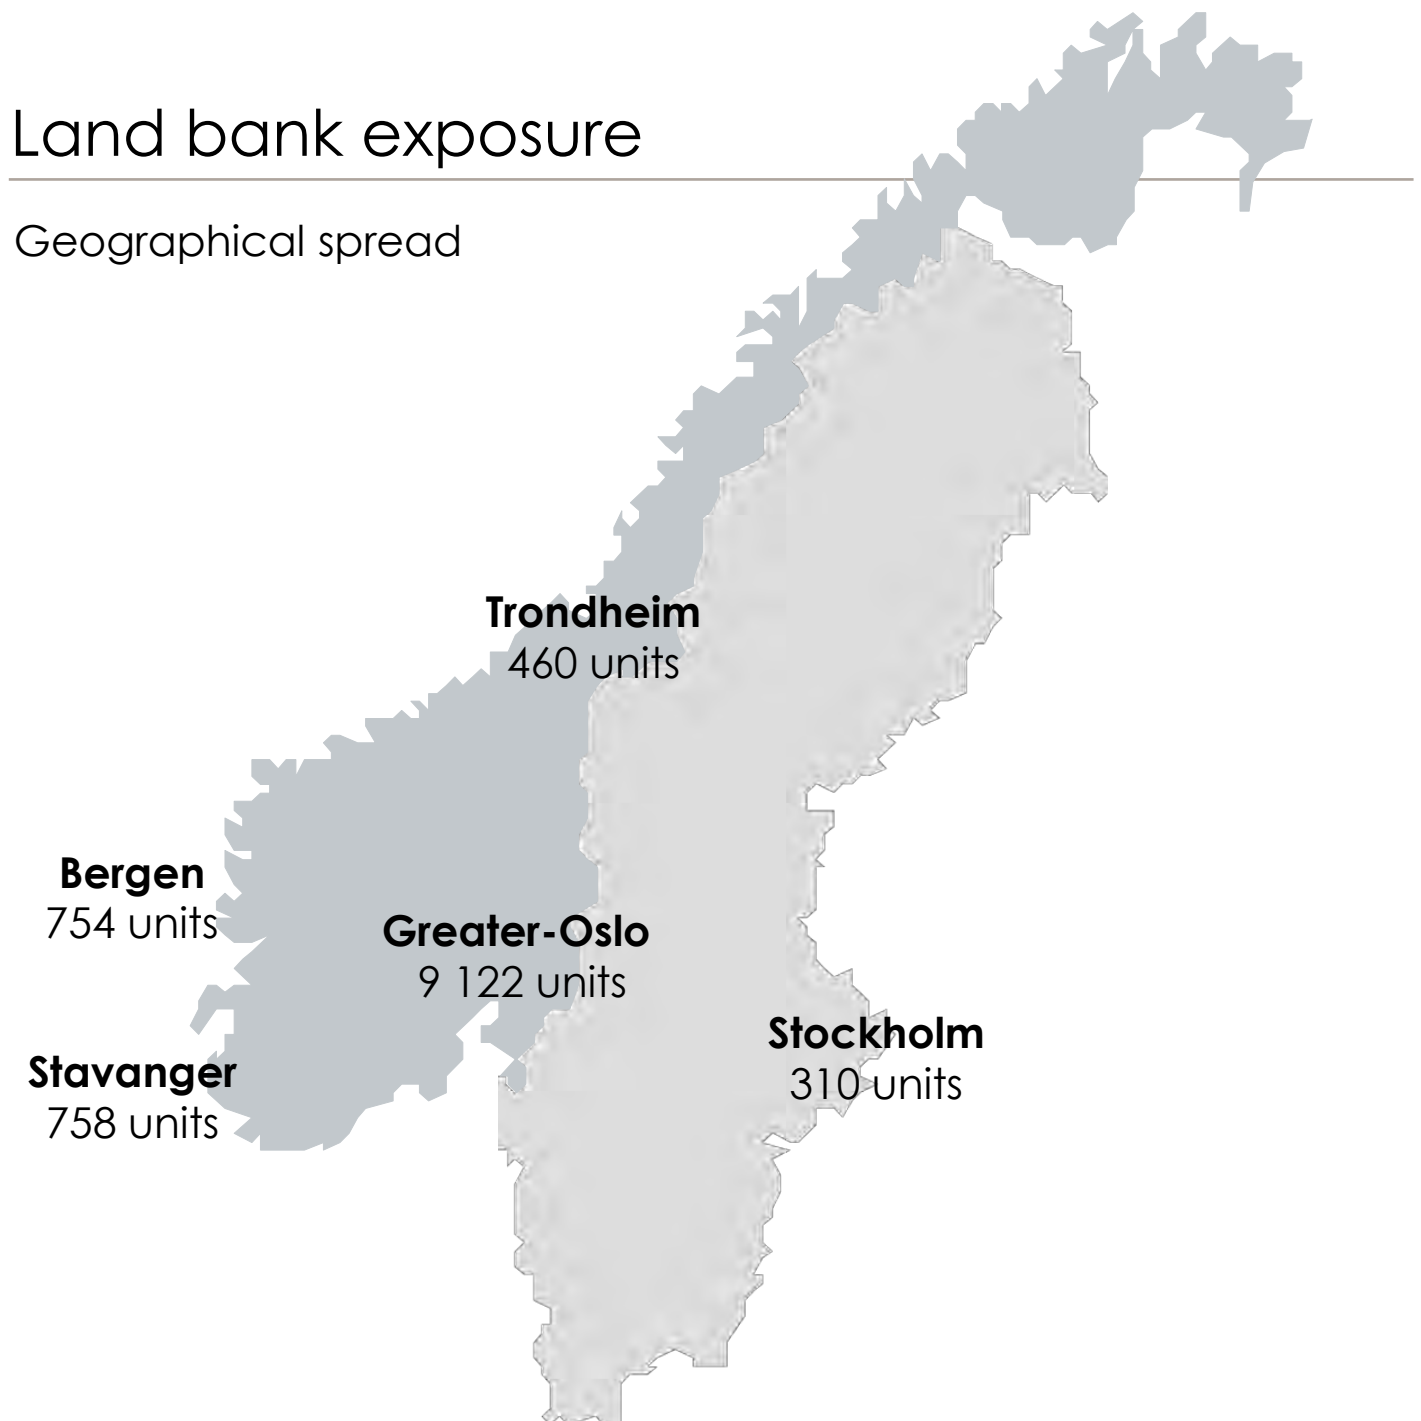 Land bank exposure
Geographical spread
Trondheim
460 units
Bergen
754 units
Greater-Oslo
9 122 units
Stockholm
310 units
Stavanger
758 units